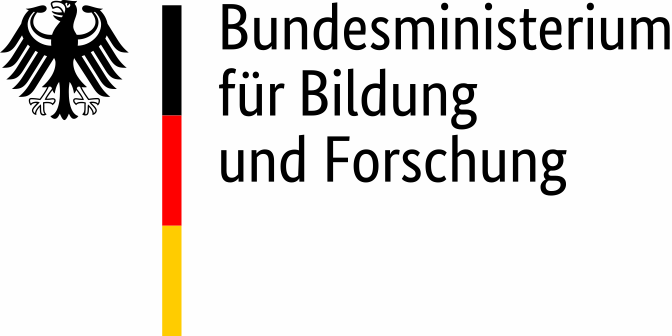 Bundesministerium
für Bildung
und Forschung